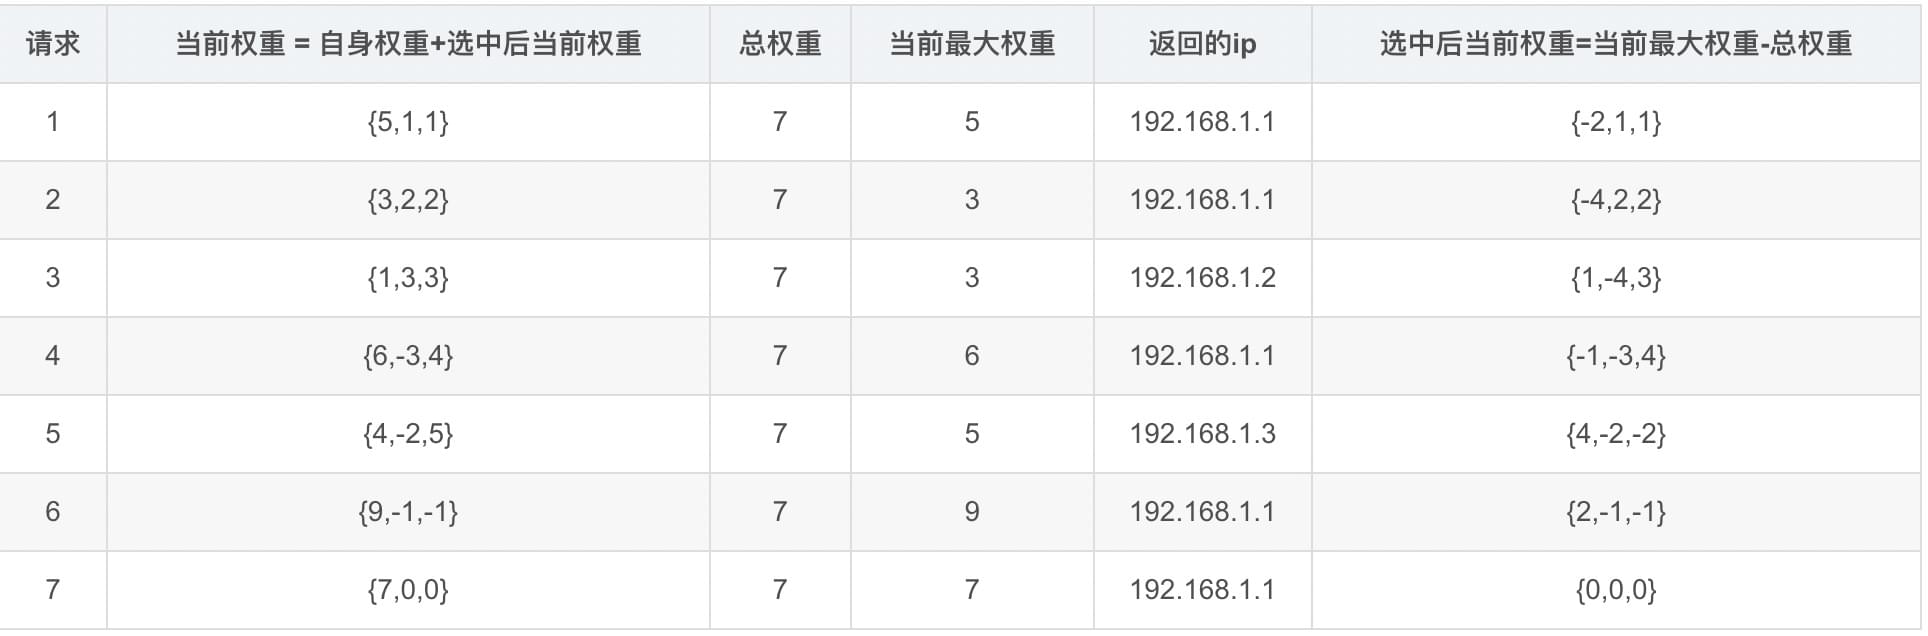 请求 当前权重 = 自身权重+选中后当前权重 总权重 当前最大权重 返回的ip 选中后当前权重=当前最大权重-总权重
1 {5,1,1} 7 5 192.168.1.1 {-2,1,1}
2 {3,2,2} 7 3 192.168.1.1 {-4,2,2}
3 {1,3,3} 7 3 192.168.1.2 {1,-4,3}
4 {6,-3,4} 7 6 192.168.1.1 {-1,-3,4}
5 {4,-2,5} 7 5 192.168.1.3 {4,-2,-2}
6 {9,-1,-1} 7 9 192.168.1.1 {2,-1,-1}
7 {7,0,0} 7 7 192.168.1.1 {0,0,0}